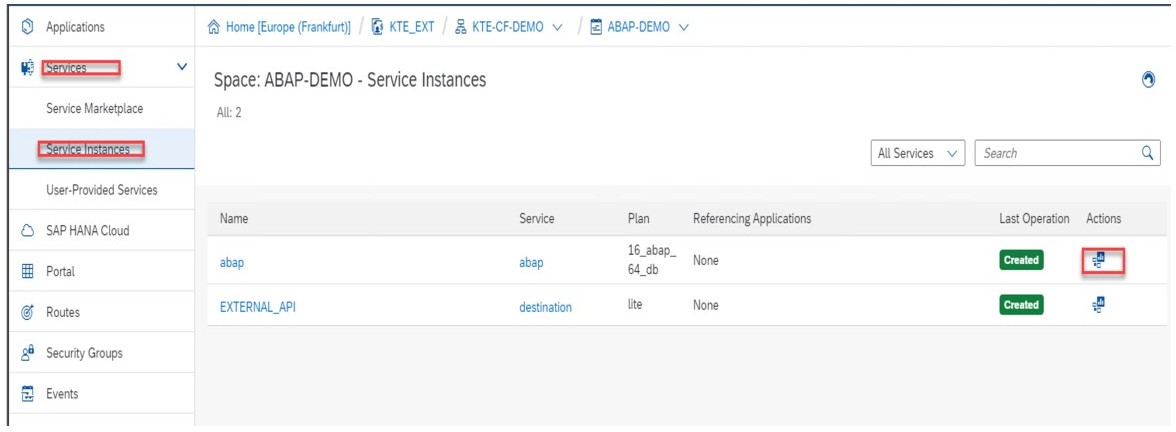 Applications
Services
Service Marketplace
Service Instances
User-Provided Services
SAP HANA Cloud
Portal
Routes
Security Groups
Events
Home [Europe (Frankfurt)] / KTE_EXT / KTE-CF-DEMO / ABAP-DEMO
Space: ABAP-DEMO - Service Instances
All: 2
All Services Search
Name Service Plan Referencing Applications Last Operation Actions
abap abap 16_abap_ None Created
64_db
EXTERNAL_API destination lite None Created